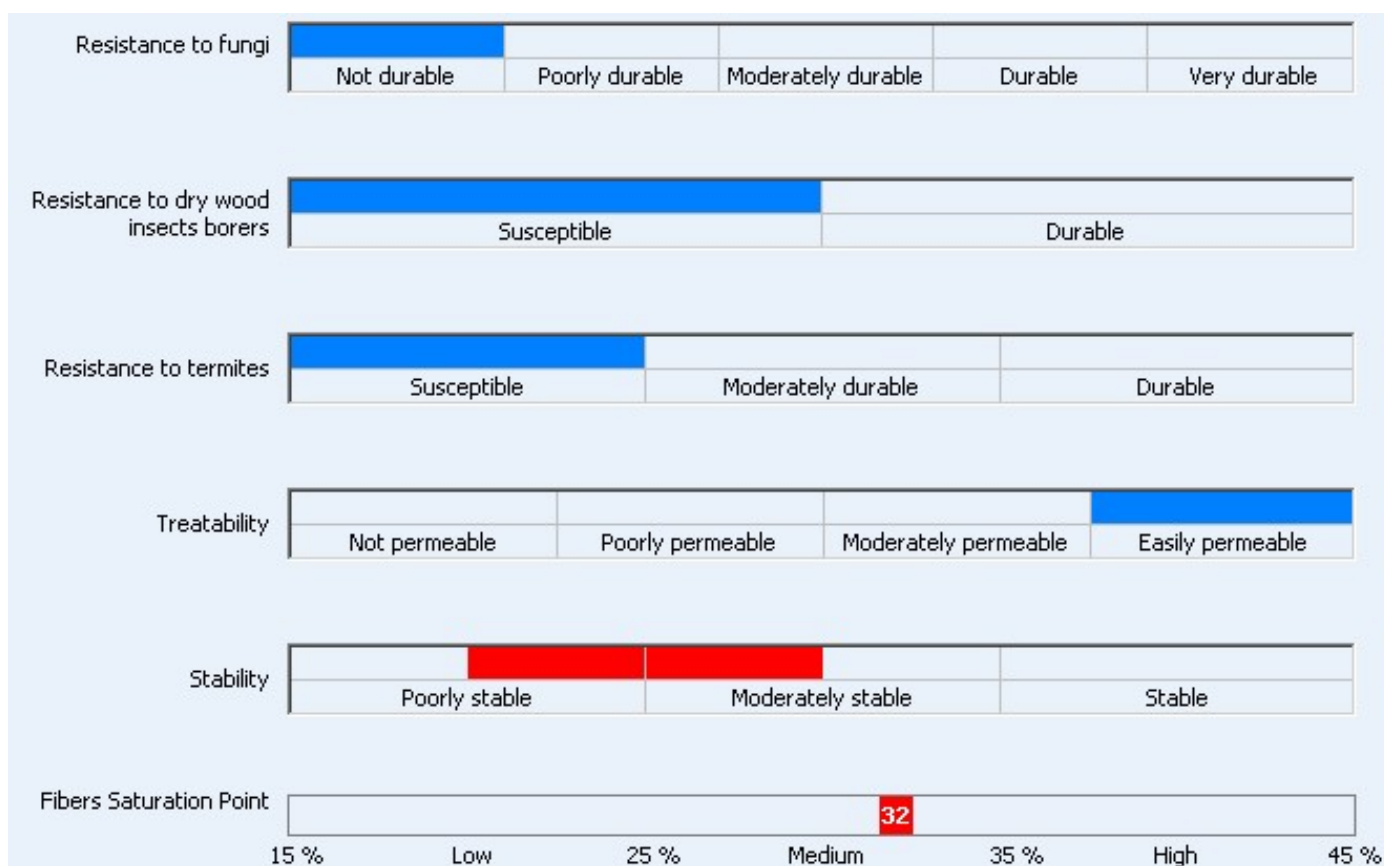 Resistance to fungi
Not durable Poorly durable Moderately durable Durable Very durable
Resistance to dry wood
insects borers
Susceptible Durable
Resistance to termites
Susceptible Moderately durable Durable
Treatability
Not permeable Poorly permeable Moderately permeable Easily permeable
Stability
Poorly stable Moderately stable Stable
Fibers Saturation Point
32
15 % Low 25 % Medium 35 % High 45 %